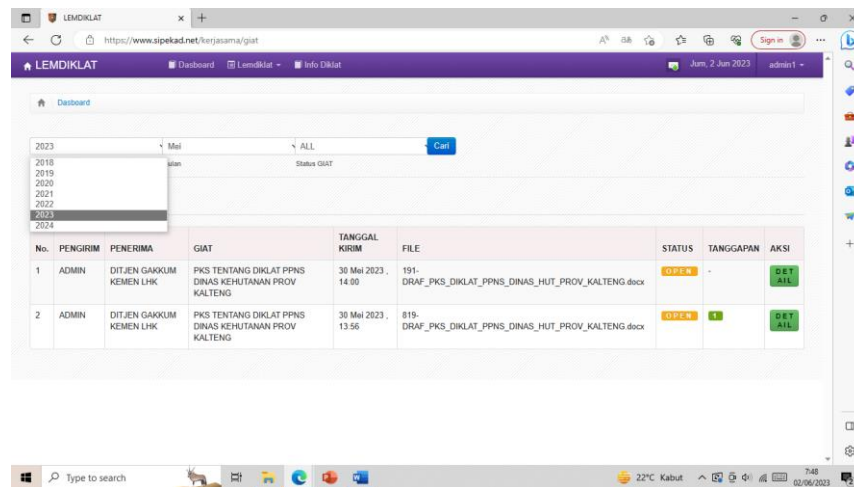 LEMDIKLAT
https://www.sipekad.net/kerjasama/giat
Sign in
LEMDIKLAT Dasboard Lemdiklat Info Diklat Jum, 2 Jun 2023 admin1
Dasboard
2023 Mei ALL Cari
Status GIAT
2018
2019
2020
2021
2022
2023
2024
No. PENGIRIM PENERIMA GIAT TANGGAL KIRIM FILE STATUS TANGGAPAN AKSI
1 ADMIN DITJEN GAKKUM PKS TENTANG DIKLAT PPNS 30 Mei 2023 , 191- OPEN - DET
KEMEN LHK DINAS KEHUTANAN PROV 14:00 DRAF_PKS_DIKLAT_PPNS_DINAS_HUT_PROV_KALTENG.docx AIL
KALTENG
2 ADMIN DITJEN GAKKUM PKS TENTANG DIKLAT PPNS 30 Mei 2023 , 819- OPEN 1 DET
KEMEN LHK DINAS KEHUTANAN PROV 13:56 DRAF_PKS_DIKLAT_PPNS_DINAS_HUT_PROV_KALTENG.docx AIL
KALTENG
Type to search 22°C Kabut 7:48
02/06/2023